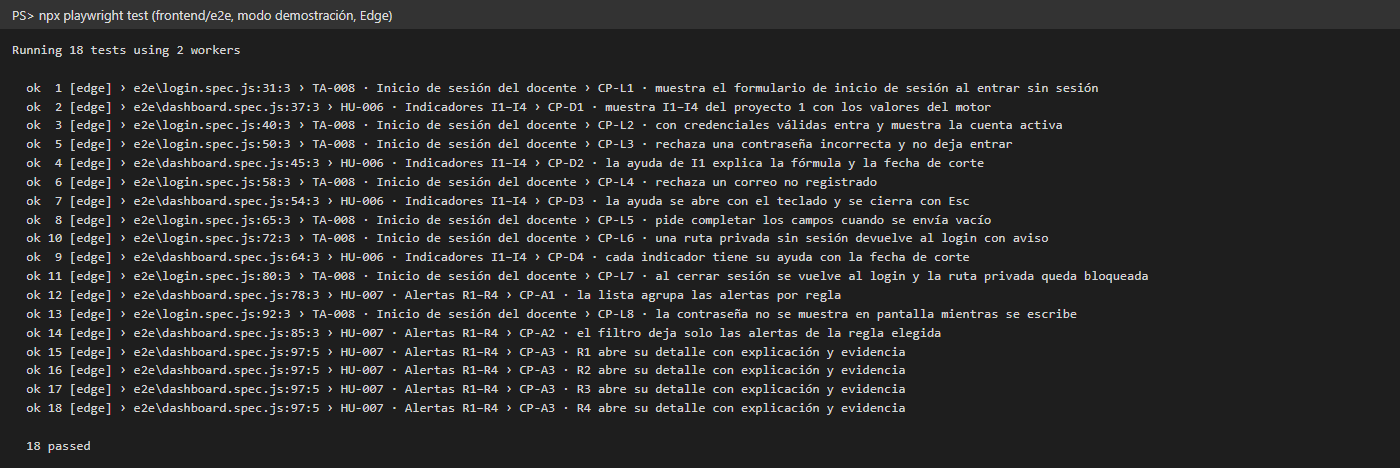 PS> npx playwright test (frontend/e2e, modo demostración, Edge)
Running 18 tests using 2 workers
ok 1 [edge] › e2e\login.spec.js:31:3 › TA-008 · Inicio de sesión del docente › CP-L1 · muestra el formulario de inicio de sesión al entrar sin sesión
ok 2 [edge] › e2e\dashboard.spec.js:37:3 › HU-006 · Indicadores I1–I4 › CP-D1 · muestra I1–I4 del proyecto 1 con los valores del motor
ok 3 [edge] › e2e\login.spec.js:40:3 › TA-008 · Inicio de sesión del docente › CP-L2 · con credenciales válidas entra y muestra la cuenta activa
ok 5 [edge] › e2e\login.spec.js:50:3 › TA-008 · Inicio de sesión del docente › CP-L3 · rechaza una contraseña incorrecta y no deja entrar
ok 4 [edge] › e2e\dashboard.spec.js:45:3 › HU-006 · Indicadores I1–I4 › CP-D2 · la ayuda de I1 explica la fórmula y la fecha de corte
ok 6 [edge] › e2e\login.spec.js:58:3 › TA-008 · Inicio de sesión del docente › CP-L4 · rechaza un correo no registrado
ok 7 [edge] › e2e\dashboard.spec.js:54:3 › HU-006 · Indicadores I1–I4 › CP-D3 · la ayuda se abre con el teclado y se cierra con Esc
ok 8 [edge] › e2e\login.spec.js:65:3 › TA-008 · Inicio de sesión del docente › CP-L5 · pide completar los campos cuando se envía vacío
ok 10 [edge] › e2e\login.spec.js:72:3 › TA-008 · Inicio de sesión del docente › CP-L6 · una ruta privada sin sesión devuelve al login con aviso
ok 9 [edge] › e2e\dashboard.spec.js:64:3 › HU-006 · Indicadores I1–I4 › CP-D4 · cada indicador tiene su ayuda con la fecha de corte
ok 11 [edge] › e2e\login.spec.js:80:3 › TA-008 · Inicio de sesión del docente › CP-L7 · al cerrar sesión se vuelve al login y la ruta privada queda bloqueada
ok 12 [edge] › e2e\dashboard.spec.js:78:3 › HU-007 · Alertas R1–R4 › CP-A1 · la lista agrupa las alertas por regla
ok 13 [edge] › e2e\login.spec.js:92:3 › TA-008 · Inicio de sesión del docente › CP-L8 · la contraseña no se muestra en pantalla mientras se escribe
ok 14 [edge] › e2e\dashboard.spec.js:85:3 › HU-007 · Alertas R1–R4 › CP-A2 · el filtro deja solo las alertas de la regla elegida
ok 15 [edge] › e2e\dashboard.spec.js:97:5 › HU-007 · Alertas R1–R4 › CP-A3 · R1 abre su detalle con explicación y evidencia
ok 16 [edge] › e2e\dashboard.spec.js:97:5 › HU-007 · Alertas R1–R4 › CP-A3 · R2 abre su detalle con explicación y evidencia
ok 17 [edge] › e2e\dashboard.spec.js:97:5 › HU-007 · Alertas R1–R4 › CP-A3 · R3 abre su detalle con explicación y evidencia
ok 18 [edge] › e2e\dashboard.spec.js:97:5 › HU-007 · Alertas R1–R4 › CP-A3 · R4 abre su detalle con explicación y evidencia
18 passed